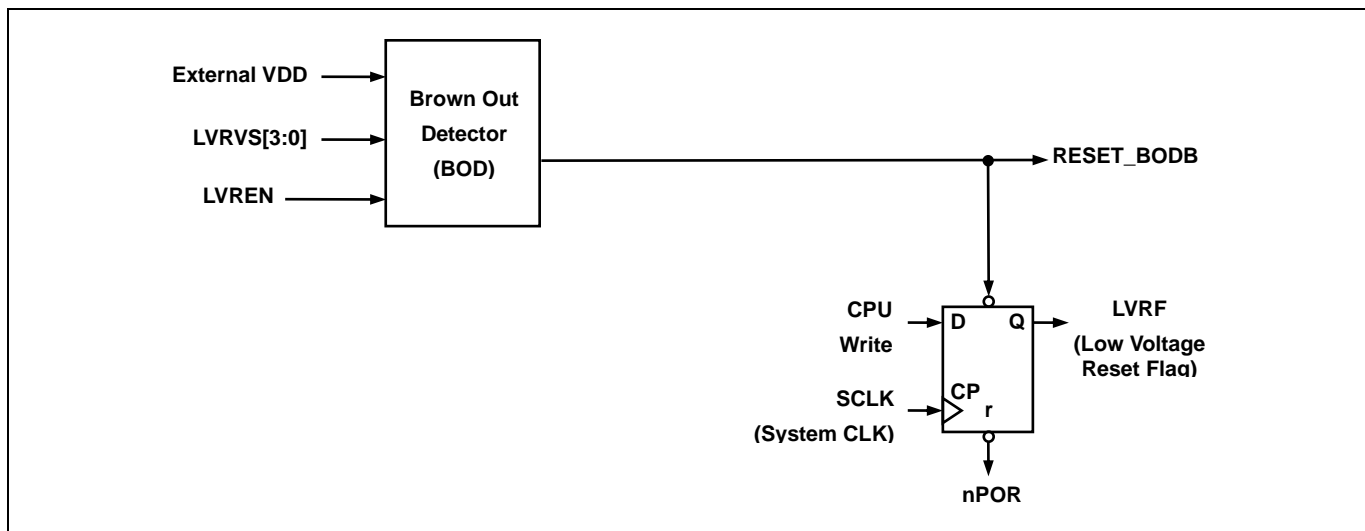 External VDD
LVRVS[3:0]
LVREN
Brown Out
Detector
(BOD)
RESET_BODB
CPU
Write
D
Q
LVRF
(Low Voltage
Reset Flag)
SCLK
(System CLK)
CP
r
nPOR